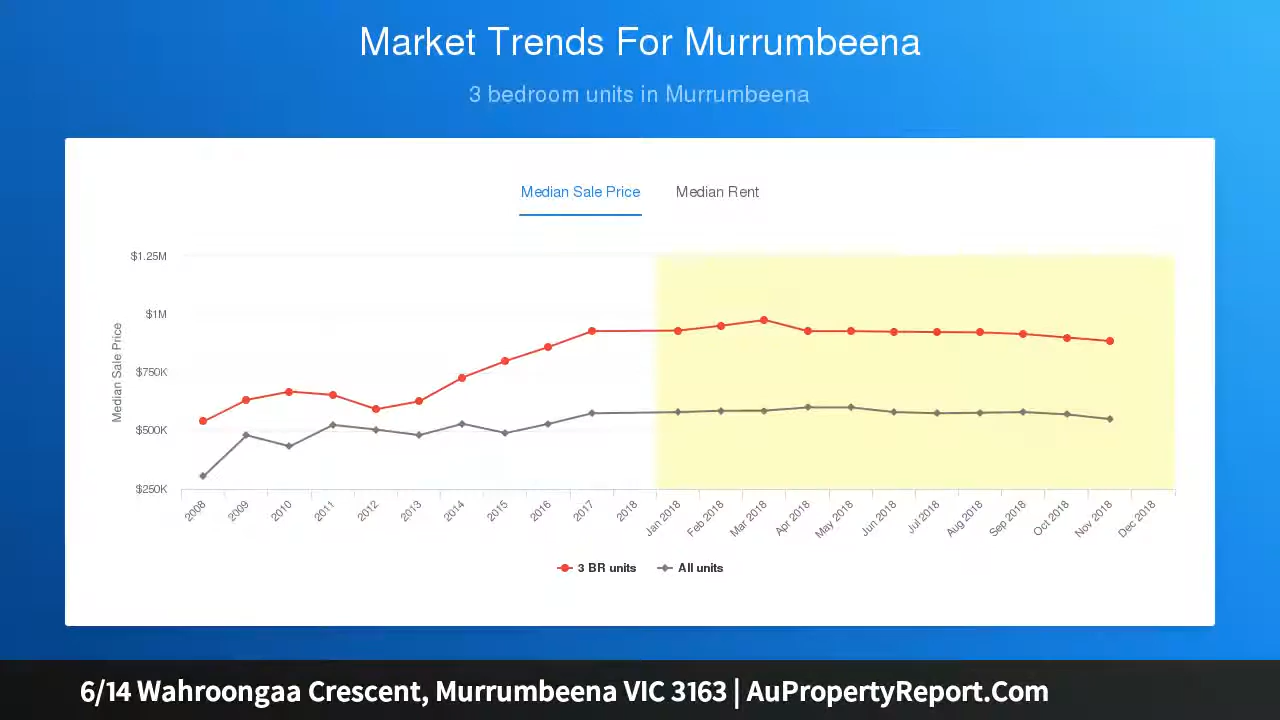 Market Trends For Murrumbeena
3 bedroom units in Murrumbeena
Median Sale Price Median Rent
$1.25M
$1M
$750K
$500K
$250K
Median Sale Price
2008 2009 2010 2011 2012 2013 2014 2015 2016 2017 2018 Jan 2018 Feb 2018 Mar 2018 Apr 2018 May 2018 Jun 2018 Jul 2018 Aug 2018 Sep 2018 Oct 2018 Nov 2018 Dec 2018
3 BR units All units
6/14 Wahroongaa Crescent, Murrumbeena VIC 3163 | AuPropertyReport.Com